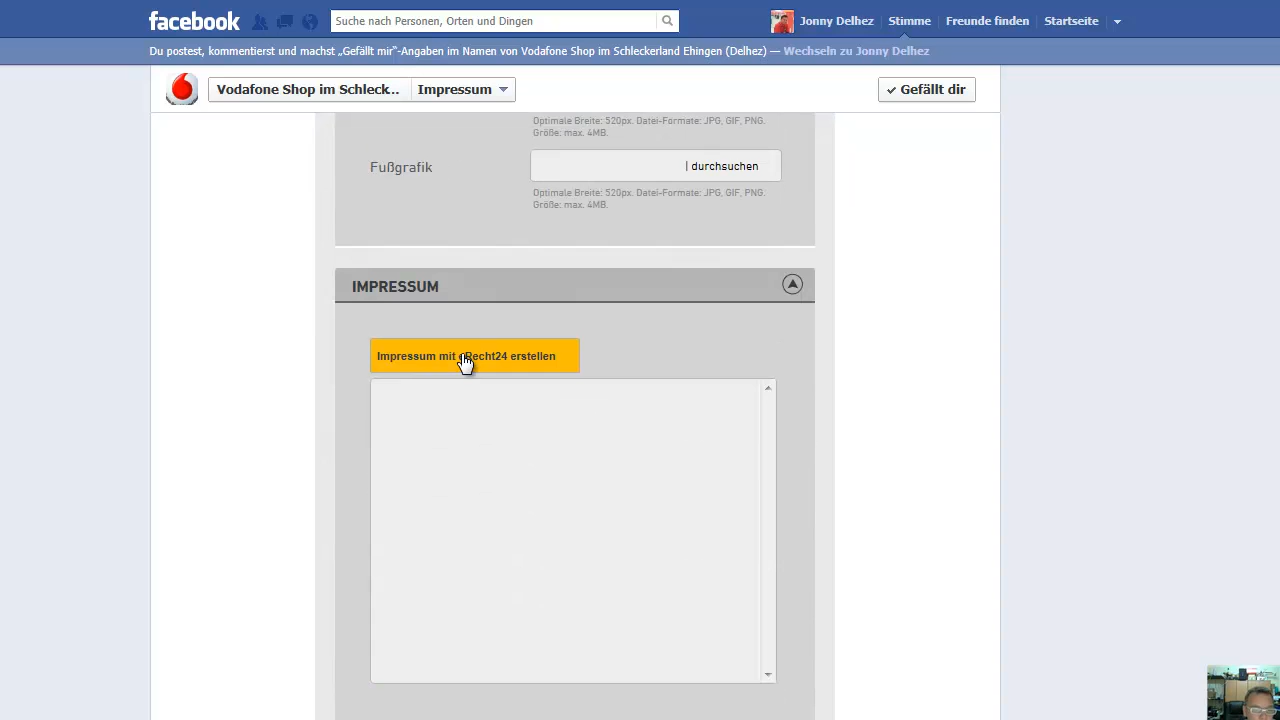 facebook
Suche nach Personen, Orten und Dingen
Jonny Delhez
Stimme
Freunde finden
Startseite
Du postest, kommentierst und machst „Gefällt mir“-Angaben im Namen von Vodafone Shop im Schleckerland Ehingen (Delhez) — Wechseln zu Jonny Delhez
Vodafone Shop im Schleck...
Impressum
Gefällt dir
Optimale Breite: 520px. Datei-Formate: JPG, GIF, PNG.
Größe: max. 4MB.
Fußgrafik
| durchsuchen
Optimale Breite: 520px. Datei-Formate: JPG, GIF, PNG.
Größe: max. 4MB.
IMPRESSUM
Impressum mit eRecht24 erstellen